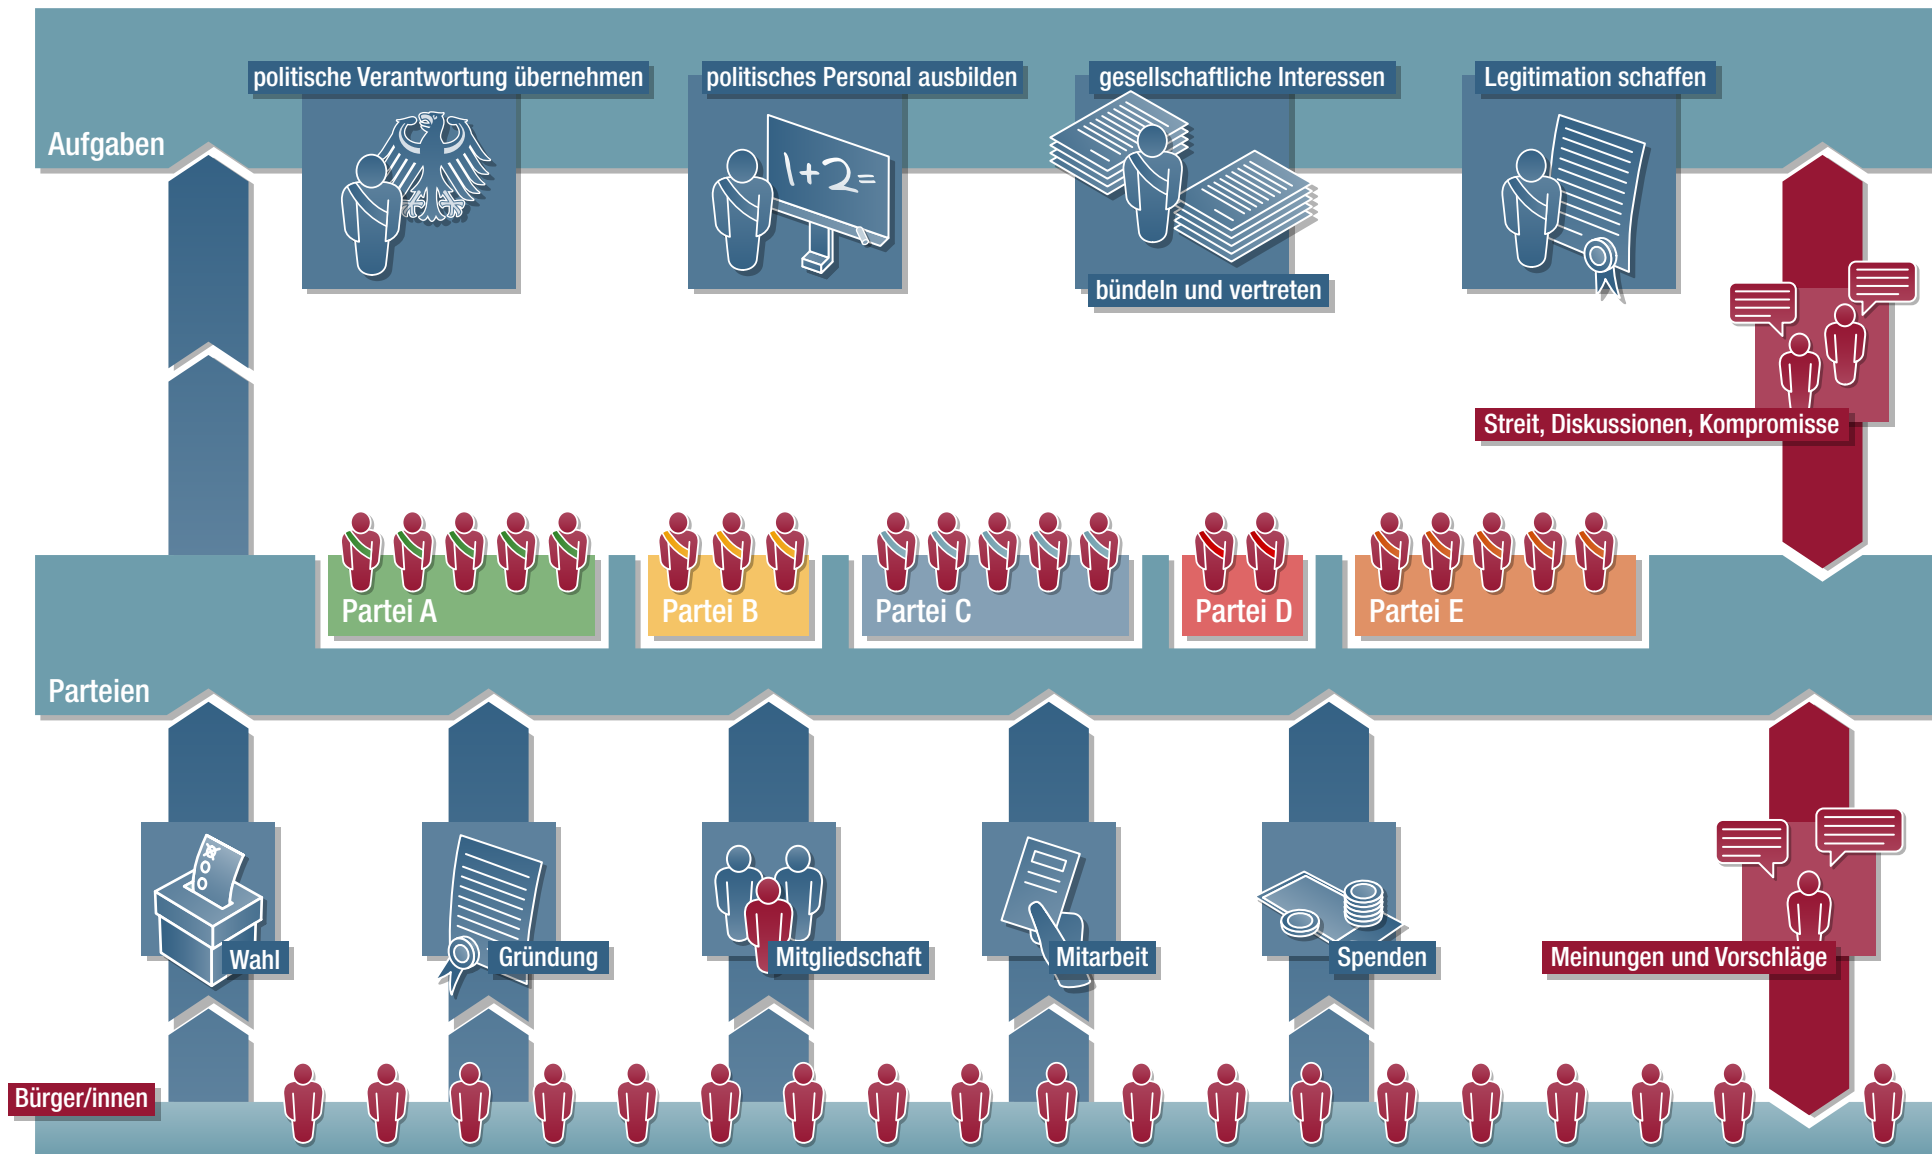 politische Verantwortung übernehmen
politisches Personal ausbilden
gesellschaftliche Interessen
bündeln und vertreten
Legitimation schaffen
Aufgaben
1+2=
Streit, Diskussionen, Kompromisse
Partei A
Partei B
Partei C
Partei D
Partei E
Parteien
Wahl
Gründung
Mitgliedschaft
Mitarbeit
Spenden
Meinungen und Vorschläge
Bürger/innen